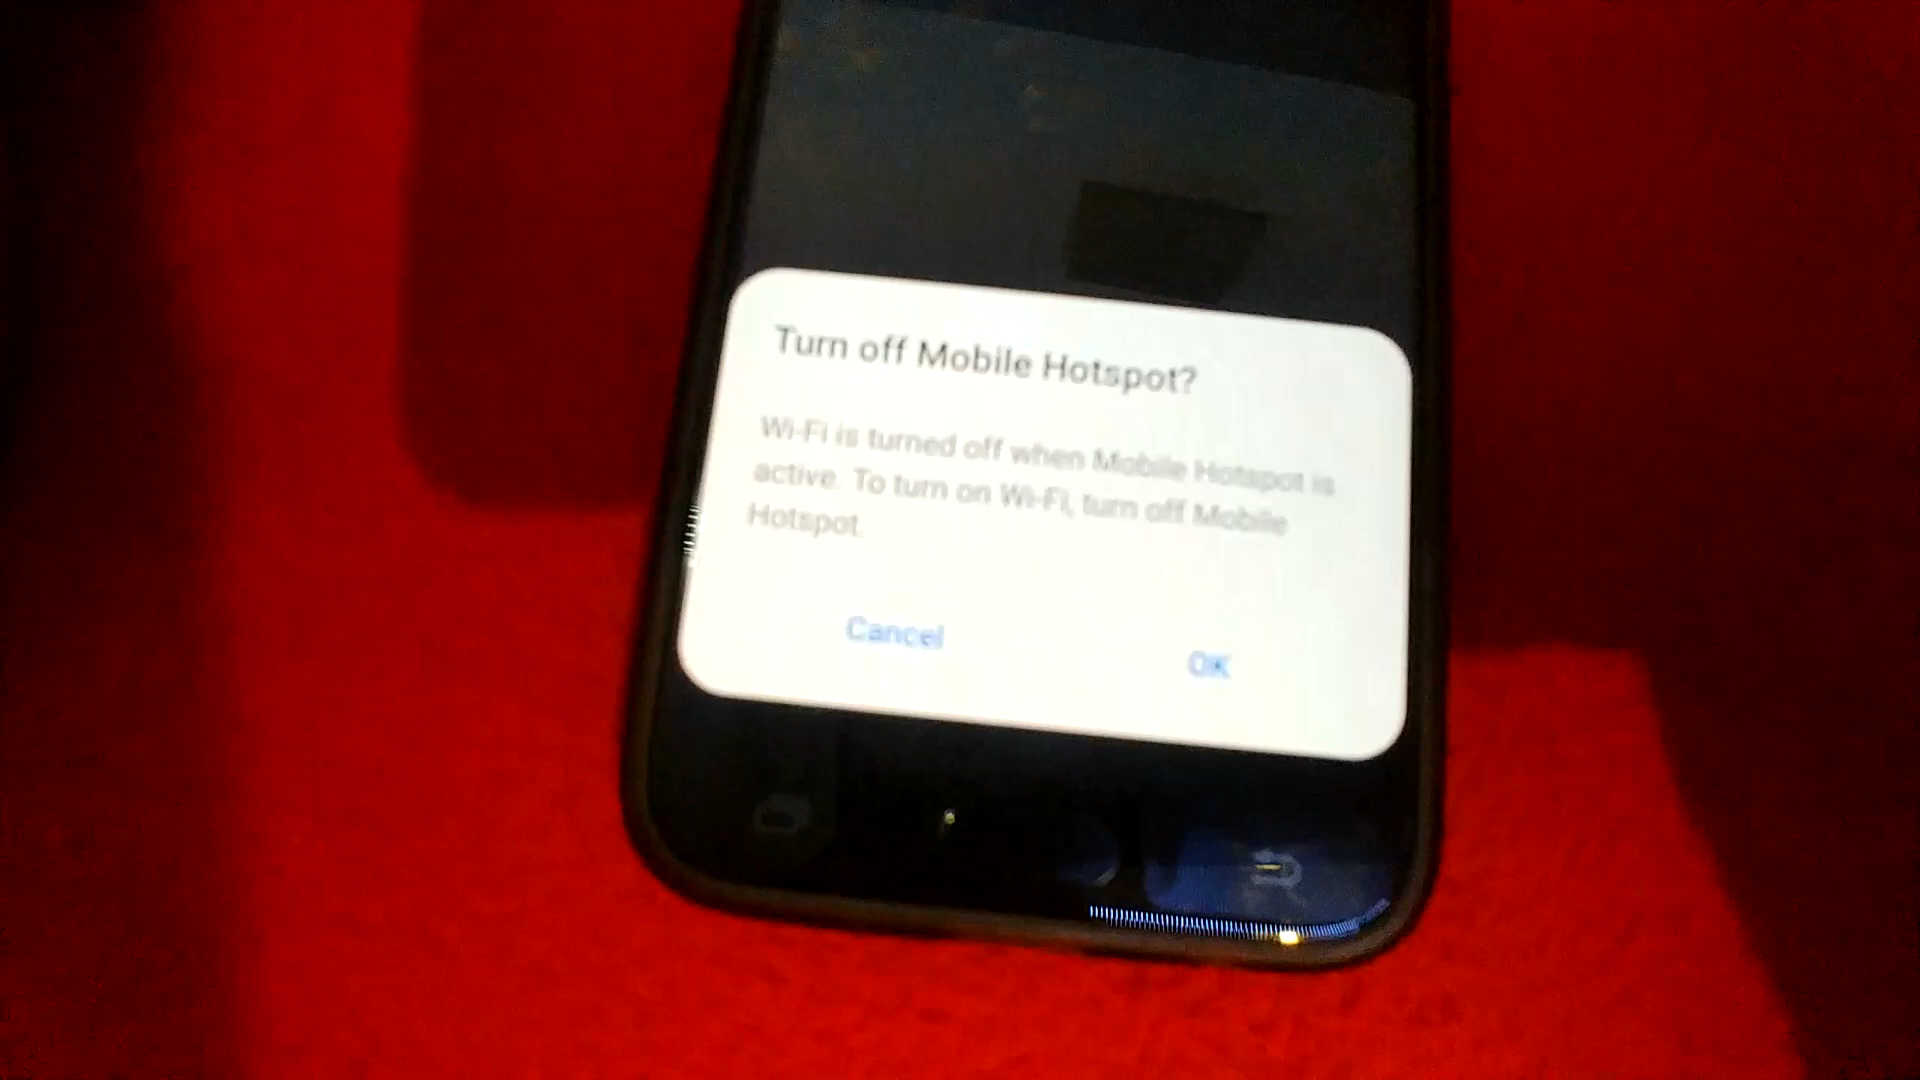 Turn off Mobile Hotspot?
Wi-Fi is turned off when Mobile Hotspot is
active. To turn on Wi-Fi, turn off Mobile
Hotspot.
Cancel
OK